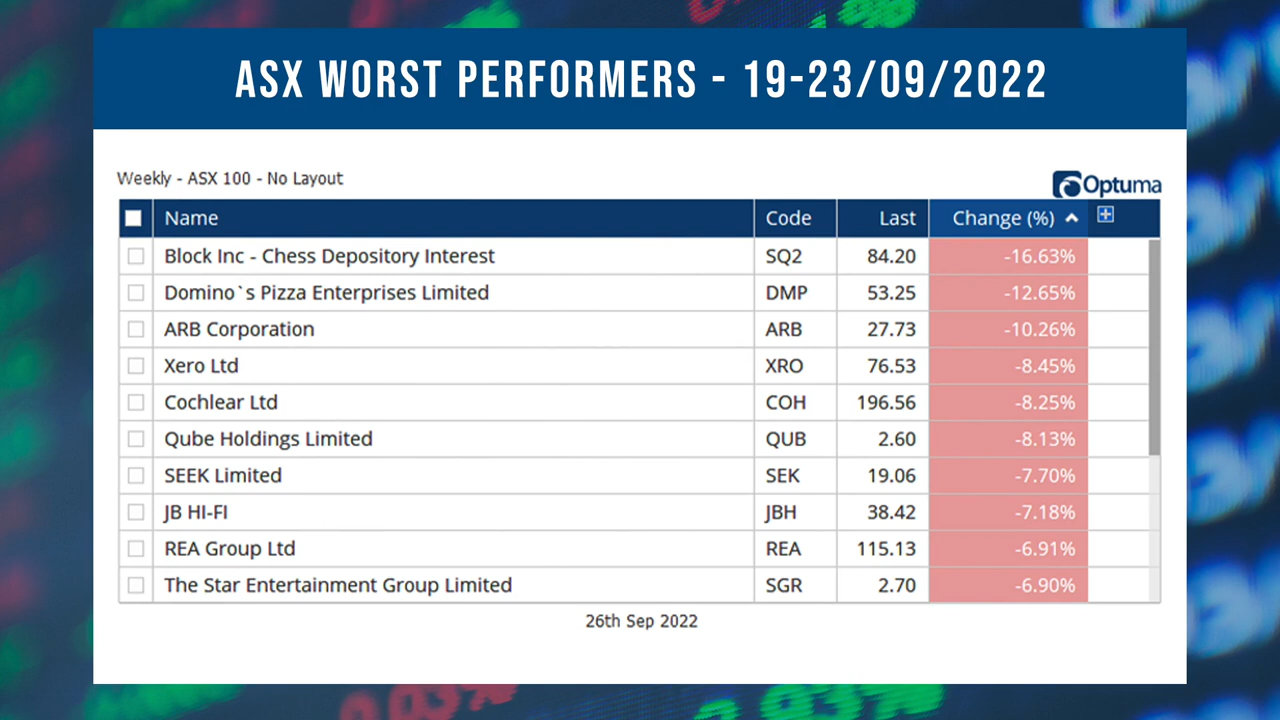 ASX WORST PERFORMERS - 19-23/09/2022
Weekly - ASX 100 - No Layout
Optuma
Name Code Last Change (%)
Block Inc - Chess Depository Interest SQ2 84.20 -16.63%
Domino`s Pizza Enterprises Limited DMP 53.25 -12.65%
ARB Corporation ARB 27.73 -10.26%
Xero Ltd XRO 76.53 -8.45%
Cochlear Ltd COH 196.56 -8.25%
Qube Holdings Limited QUB 2.60 -8.13%
SEEK Limited SEK 19.06 -7.70%
JB HI-FI JBH 38.42 -7.18%
REA Group Ltd REA 115.13 -6.91%
The Star Entertainment Group Limited SGR 2.70 -6.90%
26th Sep 2022